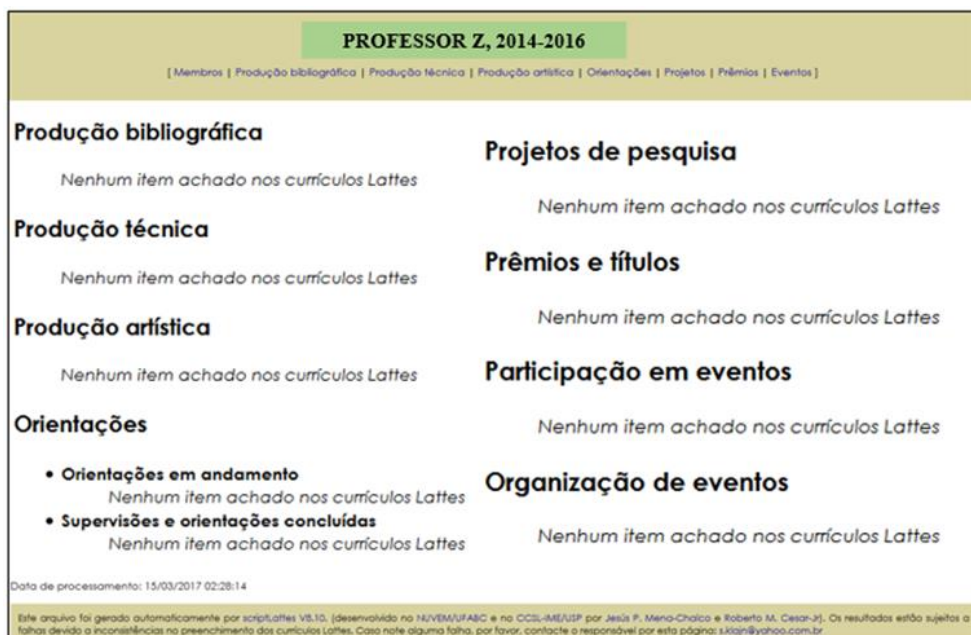 PROFESSOR Z, 2014-2016
[ Membros | Produção bibliográfica | Produção técnica | Produção artística | Orientações | Projetos | Prêmios | Eventos ]
Produção bibliográfica
Nenhum item achado nos currículos Lattes
Produção técnica
Nenhum item achado nos currículos Lattes
Produção artística
Nenhum item achado nos currículos Lattes
Orientações
• Orientações em andamento
Nenhum item achado nos currículos Lattes
• Supervisões e orientações concluídas
Nenhum item achado nos currículos Lattes
Projetos de pesquisa
Nenhum item achado nos currículos Lattes
Prêmios e títulos
Nenhum item achado nos currículos Lattes
Participação em eventos
Nenhum item achado nos currículos Lattes
Organização de eventos
Nenhum item achado nos currículos Lattes
Data de processamento: 15/03/2017 02:28:14
Este arquivo foi gerado automaticamente por scriptLattes V8.10. (desenvolvido no NUVEM/UFABC e no CCSL-IME/USP por Jesús P. Mena-Chalco e Roberto M. Cesar-Jr). Os resultados estão sujeitos a
falhas devido a inconsistências no preenchimento dos currículos Lattes. Caso note alguma falha, por favor, contacte o responsável por esta página: